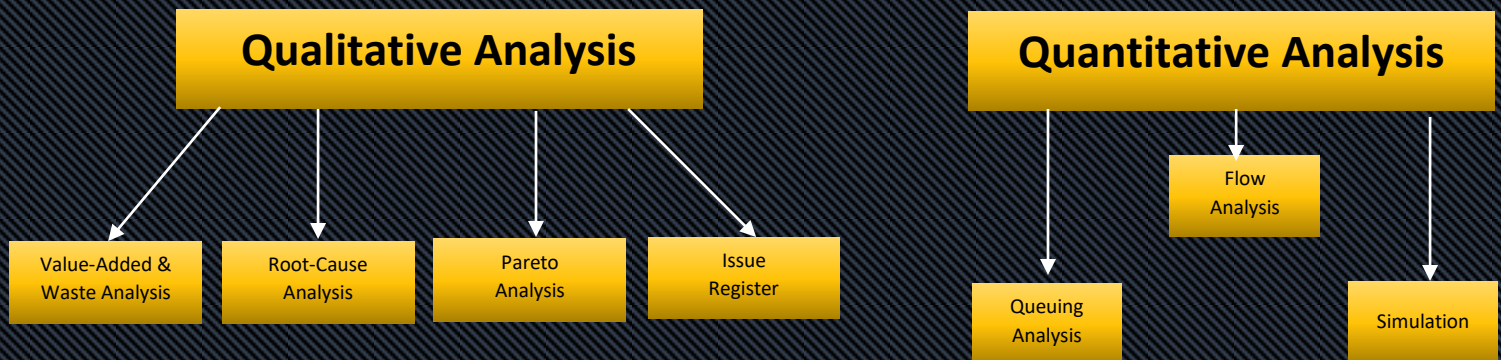 Qualitative Analysis
Quantitative Analysis
Flow
Analysis
Value-Added &
Waste Analysis
Root-Cause
Analysis
Pareto
Analysis
Issue
Register
Queuing
Analysis
Simulation